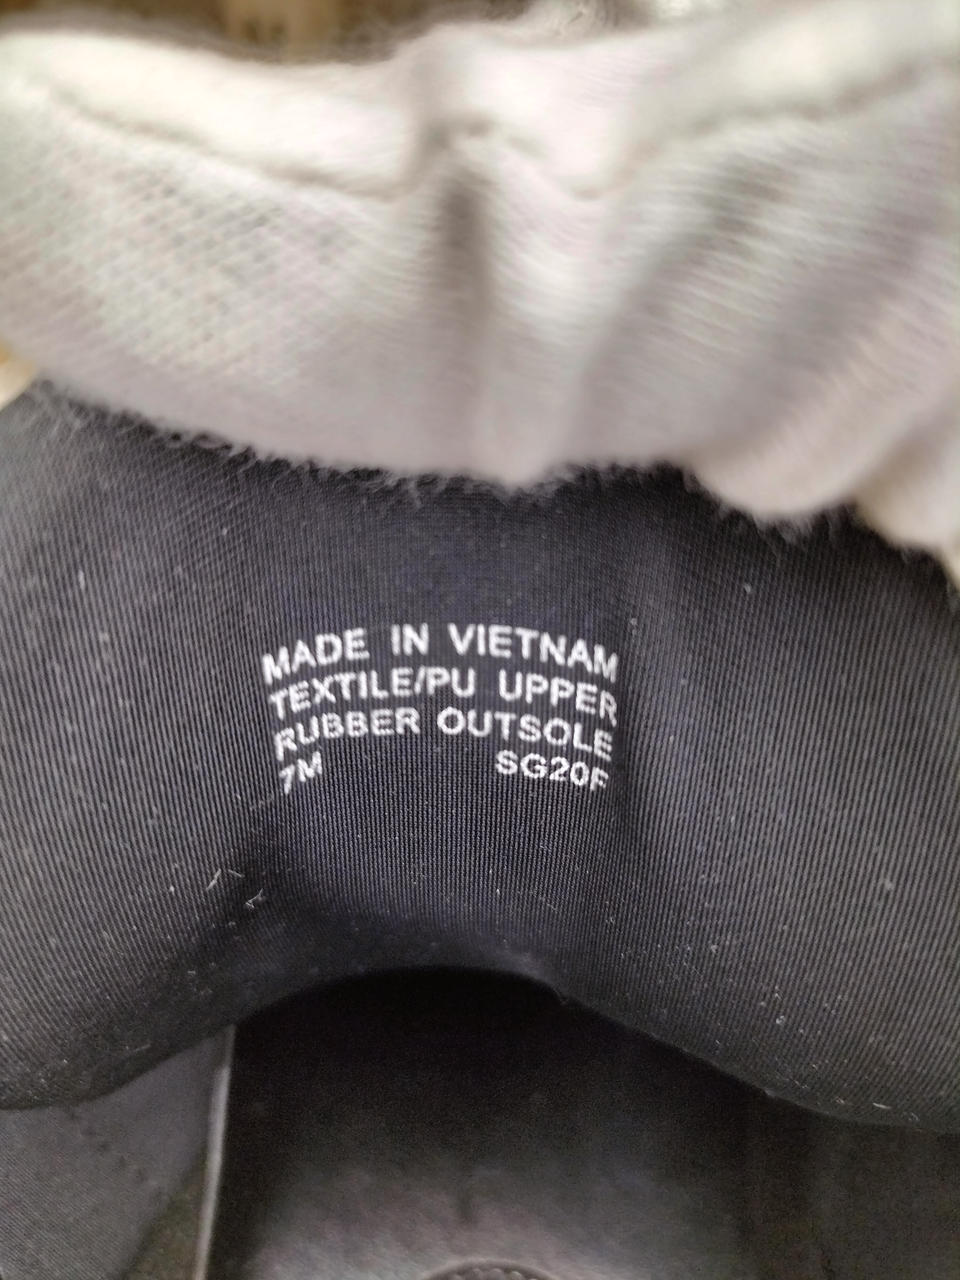 MADE IN VIETNAM
TEXTILE/PU UPPER
RUBBER OUTSOLE
7M SG20F